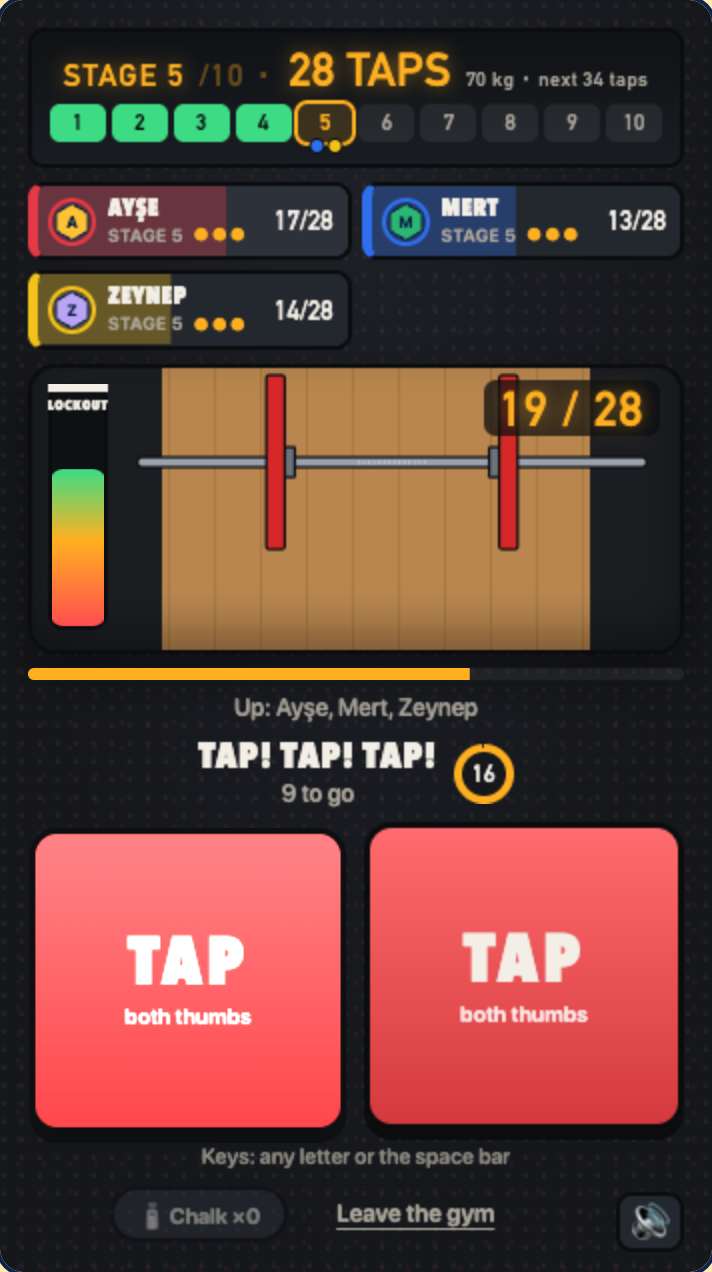 STAGE 5 /10 · 28 TAPS 70 kg · next 34 taps
1 2 3 4 5 6 7 8 9 10
A AYŞE STAGE 5 17/28
M MERT STAGE 5 13/28
Z ZEYNEP STAGE 5 14/28
LOCKOUT
19 / 28
Up: Ayşe, Mert, Zeynep
TAP! TAP! TAP!
9 to go
16
TAP
both thumbs
TAP
both thumbs
Keys: any letter or the space bar
Chalk ×0
Leave the gym